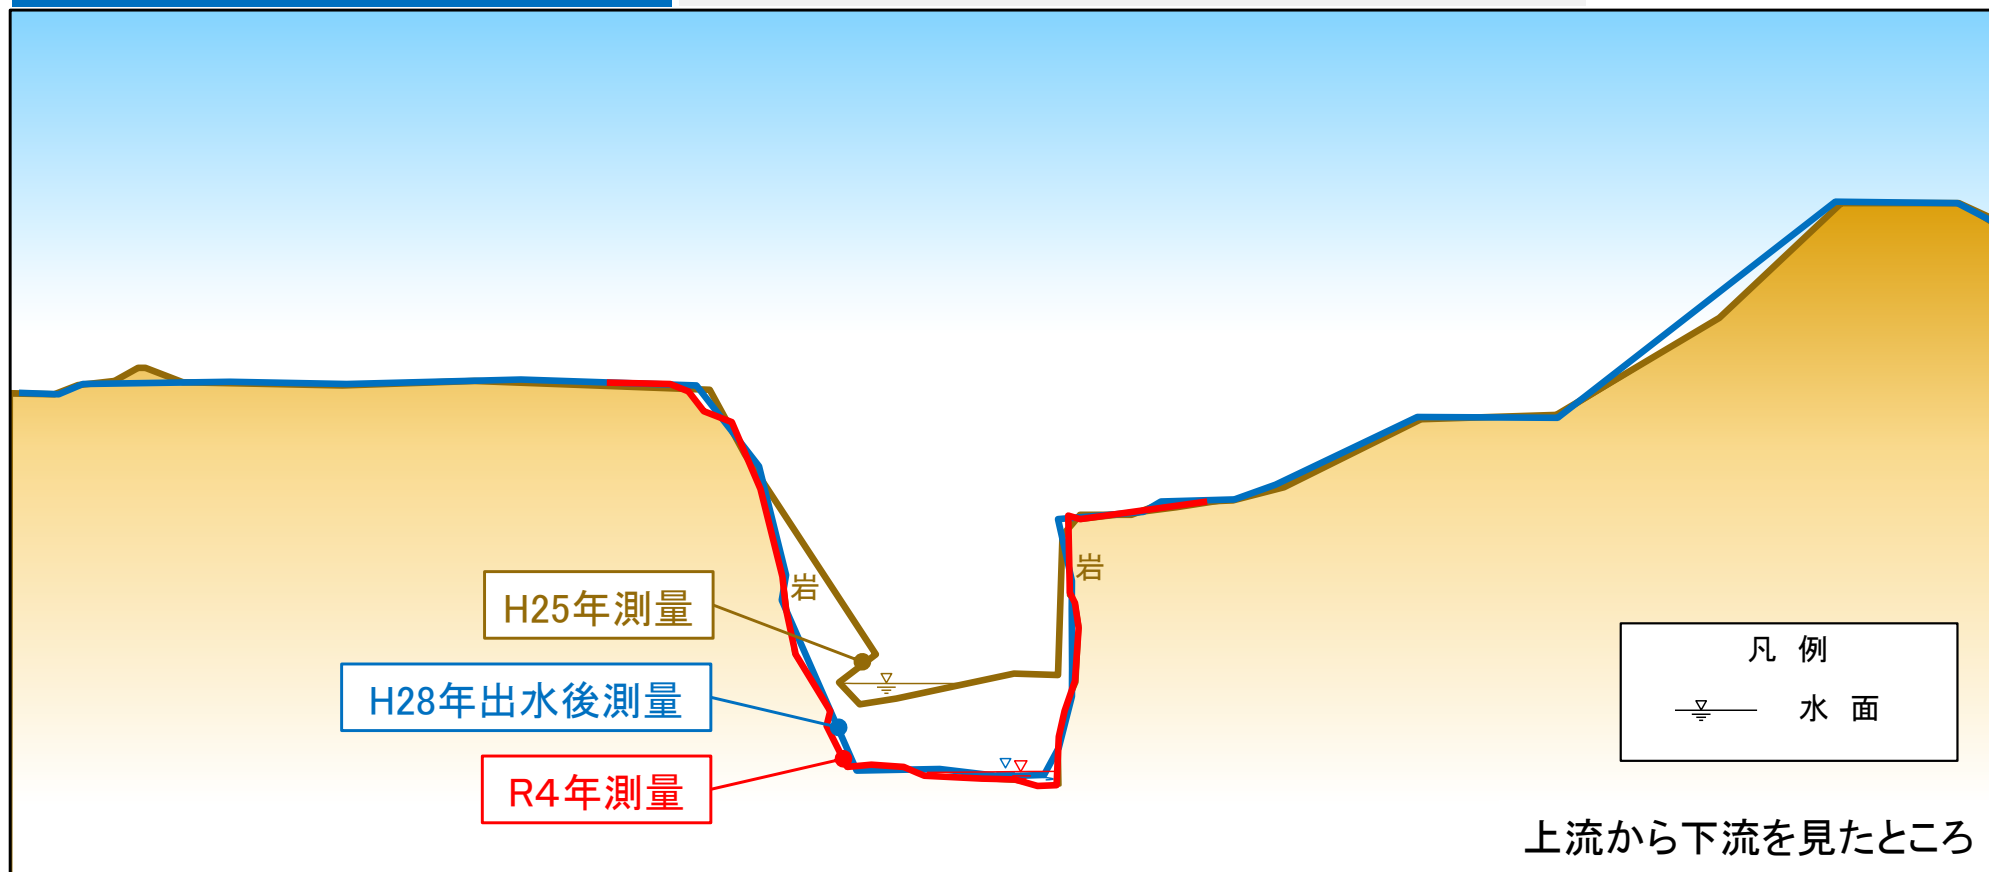 岩
岩
H25年測量
H28年出水後測量
R4年測量
凡 例
水 面
上流から下流を見たところ